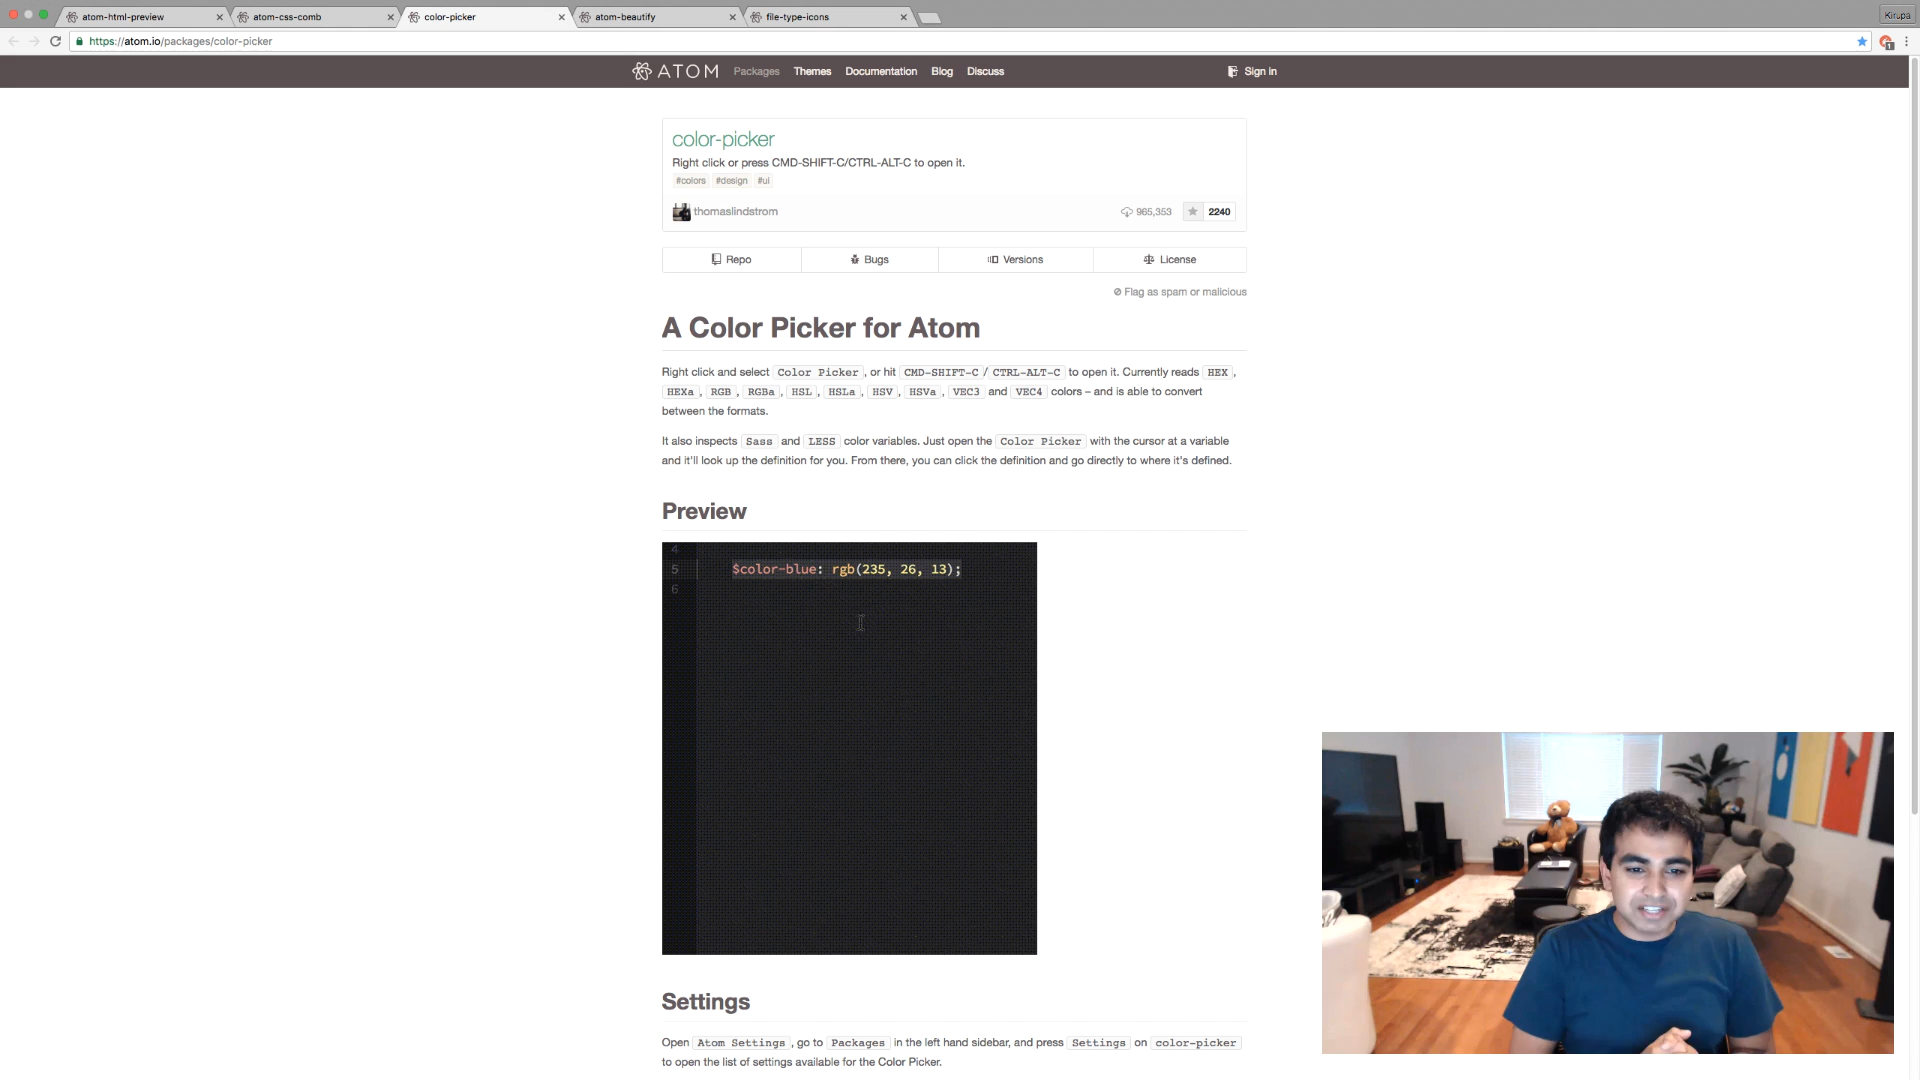 atom-html-preview
atom-css-comb
color-picker
atom-beautify
file-type-icons
Kirupa
https://atom.io/packages/color-picker
1
ATOM
Packages
Themes
Documentation
Blog
Discuss
Sign in
color-picker
Right click or press CMD-SHIFT-C/CTRL-ALT-C to open it.
#colors #design #ui
thomaslindstrom
965,353
2240
Repo
Bugs
Versions
License
Flag as spam or malicious
A Color Picker for Atom
Right click and select Color Picker, or hit CMD-SHIFT-C/CTRL-ALT-C to open it. Currently reads HEX,
HEXa, RGB, RGBa, HSL, HSLa, HSV, HSVa, VEC3 and VEC4 colors – and is able to convert
between the formats.
It also inspects Sass and LESS color variables. Just open the Color Picker with the cursor at a variable
and it'll look up the definition for you. From there, you can click the definition and go directly to where it's defined.
Preview
4
5 $color-blue: rgb(235, 26, 13);
6
Settings
Open Atom Settings, go to Packages in the left hand sidebar, and press Settings on color-picker
to open the list of settings available for the Color Picker.